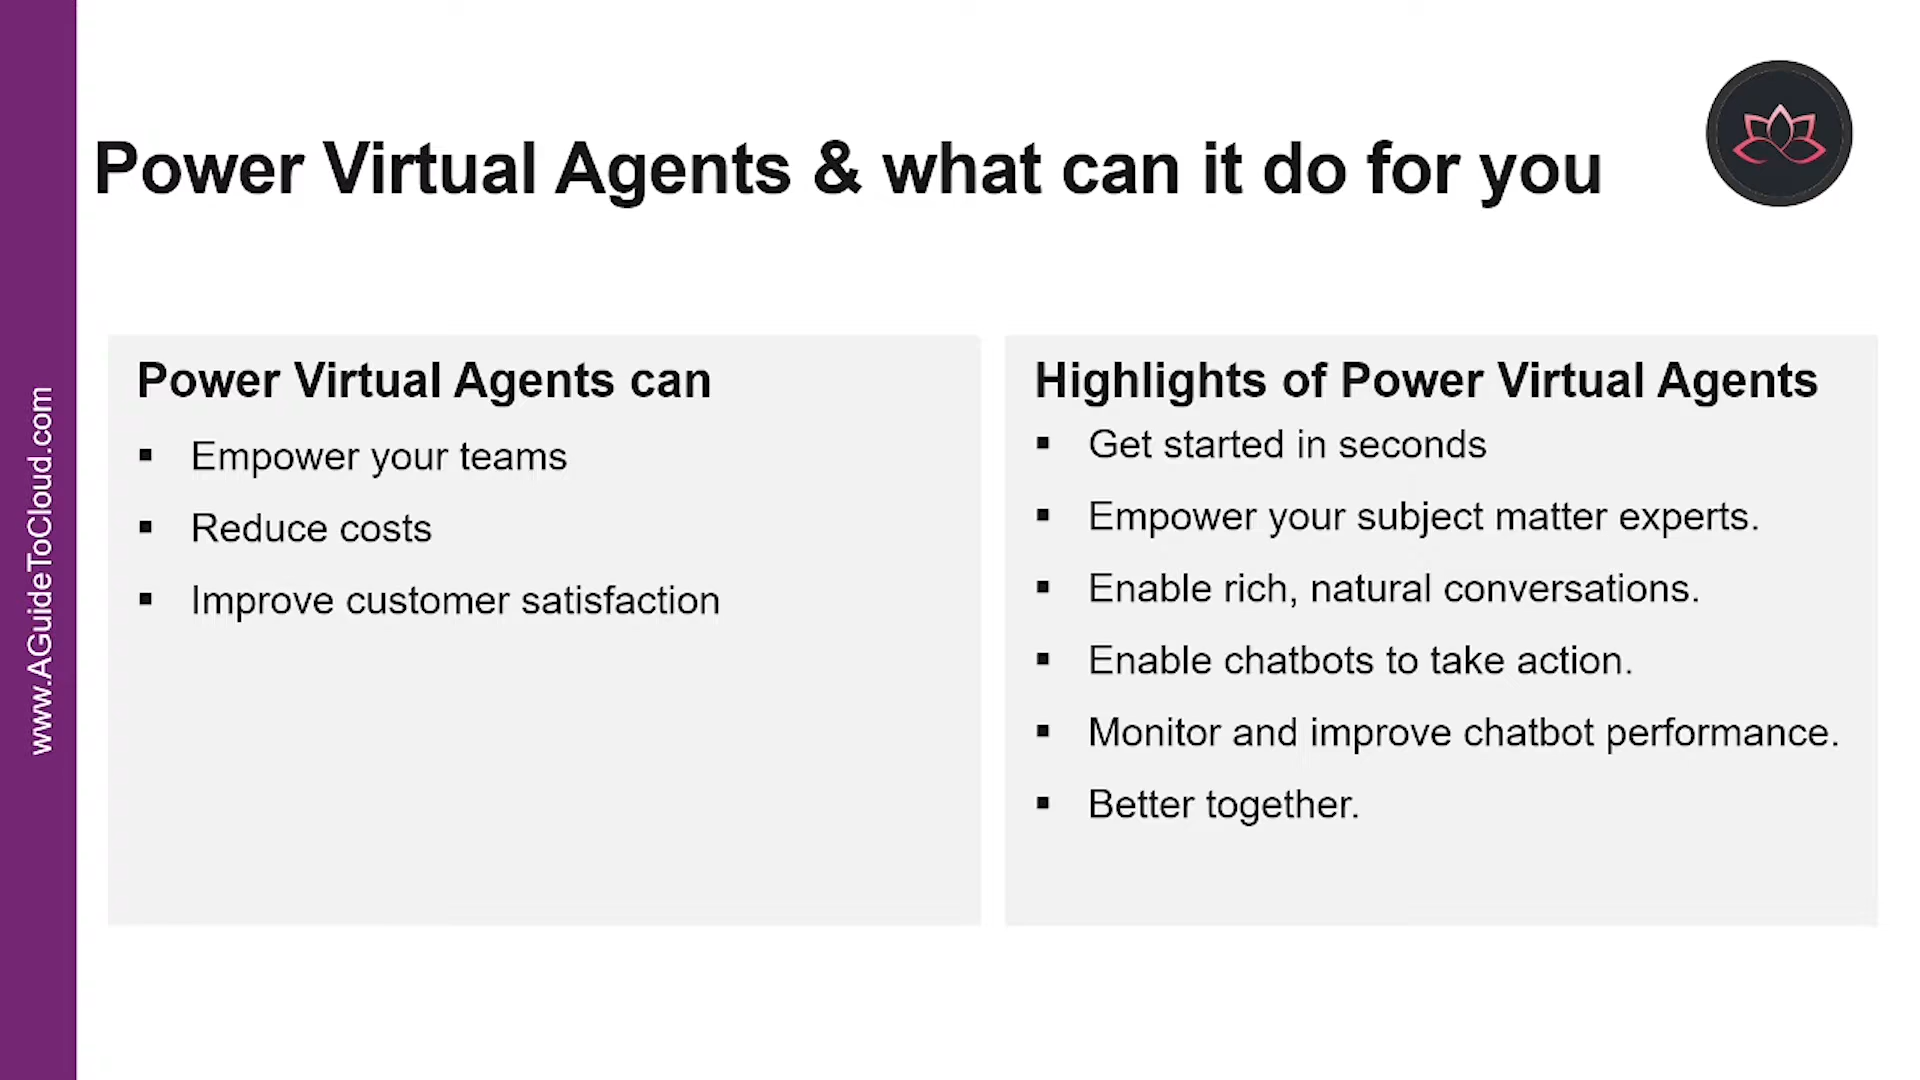 www.AGuideToCloud.com
Power Virtual Agents & what can it do for you
Power Virtual Agents can
▪ Empower your teams
▪ Reduce costs
▪ Improve customer satisfaction
Highlights of Power Virtual Agents
▪ Get started in seconds
▪ Empower your subject matter experts.
▪ Enable rich, natural conversations.
▪ Enable chatbots to take action.
▪ Monitor and improve chatbot performance.
▪ Better together.